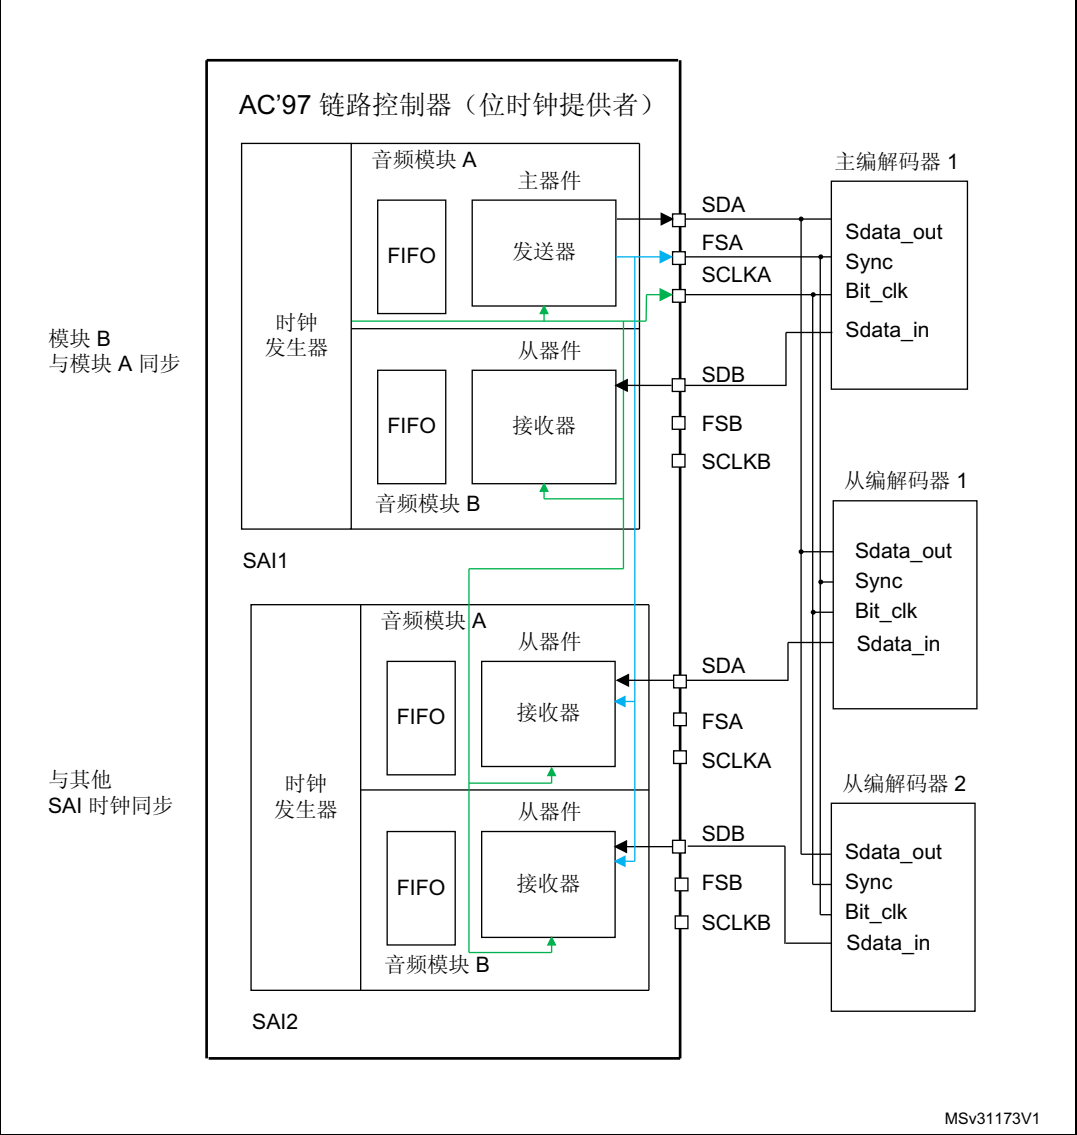 AC’97 链路控制器（位时钟提供者）
音频模块 A
主器件
FIFO
发送器
时钟
发生器
从器件
FIFO
接收器
音频模块 B
SAI1
模块 B
与模块 A 同步
SDA
FSA
SCLKA
SDB
FSB
SCLKB
主编解码器 1
Sdata_out
Sync
Bit_clk
Sdata_in
从编解码器 1
Sdata_out
Sync
Bit_clk
Sdata_in
音频模块 A
从器件
FIFO
接收器
时钟
发生器
从器件
FIFO
接收器
音频模块 B
SAI2
与其他
SAI 时钟同步
SDA
FSA
SCLKA
SDB
FSB
SCLKB
从编解码器 2
Sdata_out
Sync
Bit_clk
Sdata_in
MSv31173V1